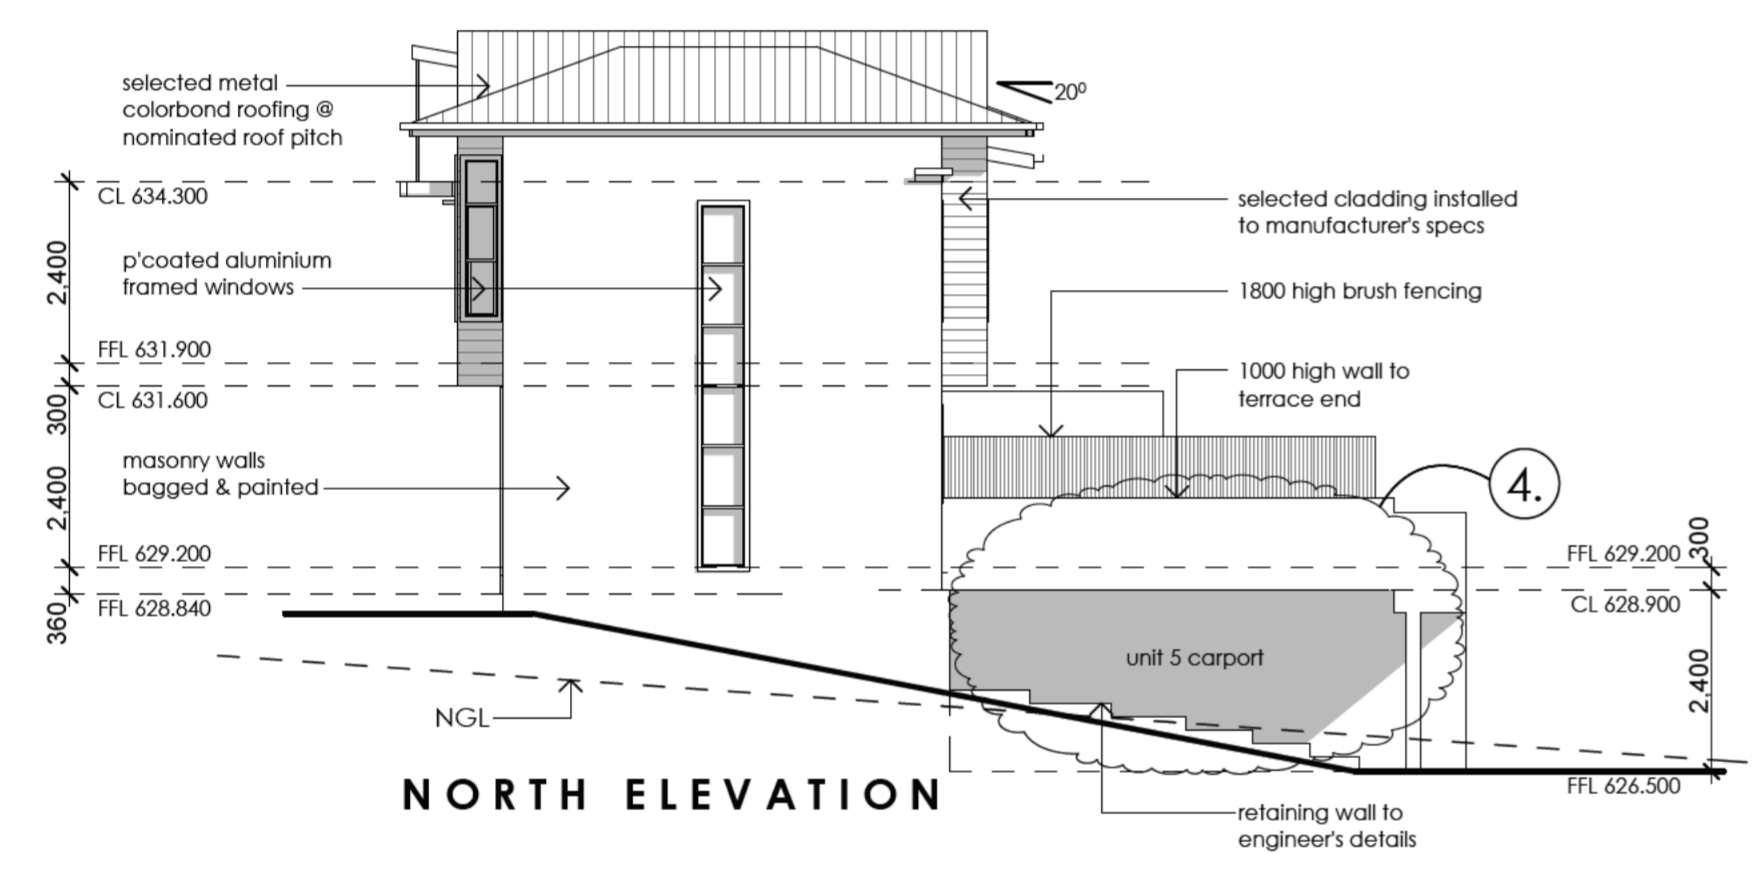 selected metal
colorbond roofing @
nominated roof pitch
20⁰
CL 634.300
selected cladding installed
to manufacturer's specs
2,400
p'coated aluminium
framed windows
1800 high brush fencing
FFL 631.900
CL 631.600
300
1000 high wall to
terrace end
masonry walls
bagged & painted
2,400
4.
FFL 629.200
FFL 629.200
300
FFL 628.840
360
CL 628.900
unit 5 carport
2,400
NGL
FFL 626.500
NORTH ELEVATION
retaining wall to
engineer's details